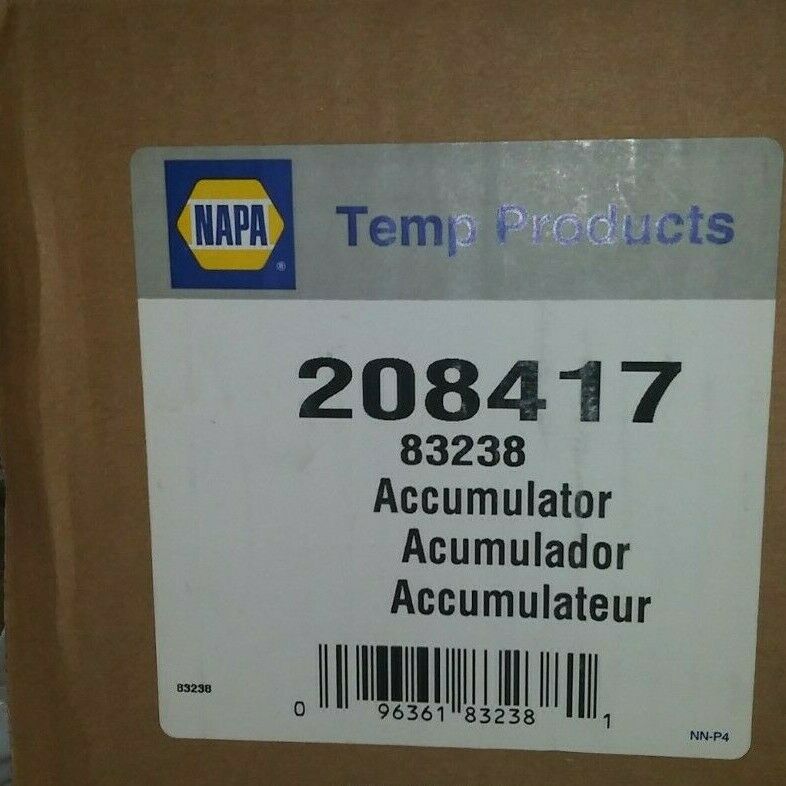 NAPA
®
Temp Products
208417
83238
Accumulator
Acumulador
Accumulateur
83238
0 96361 83238 1
NN-P4